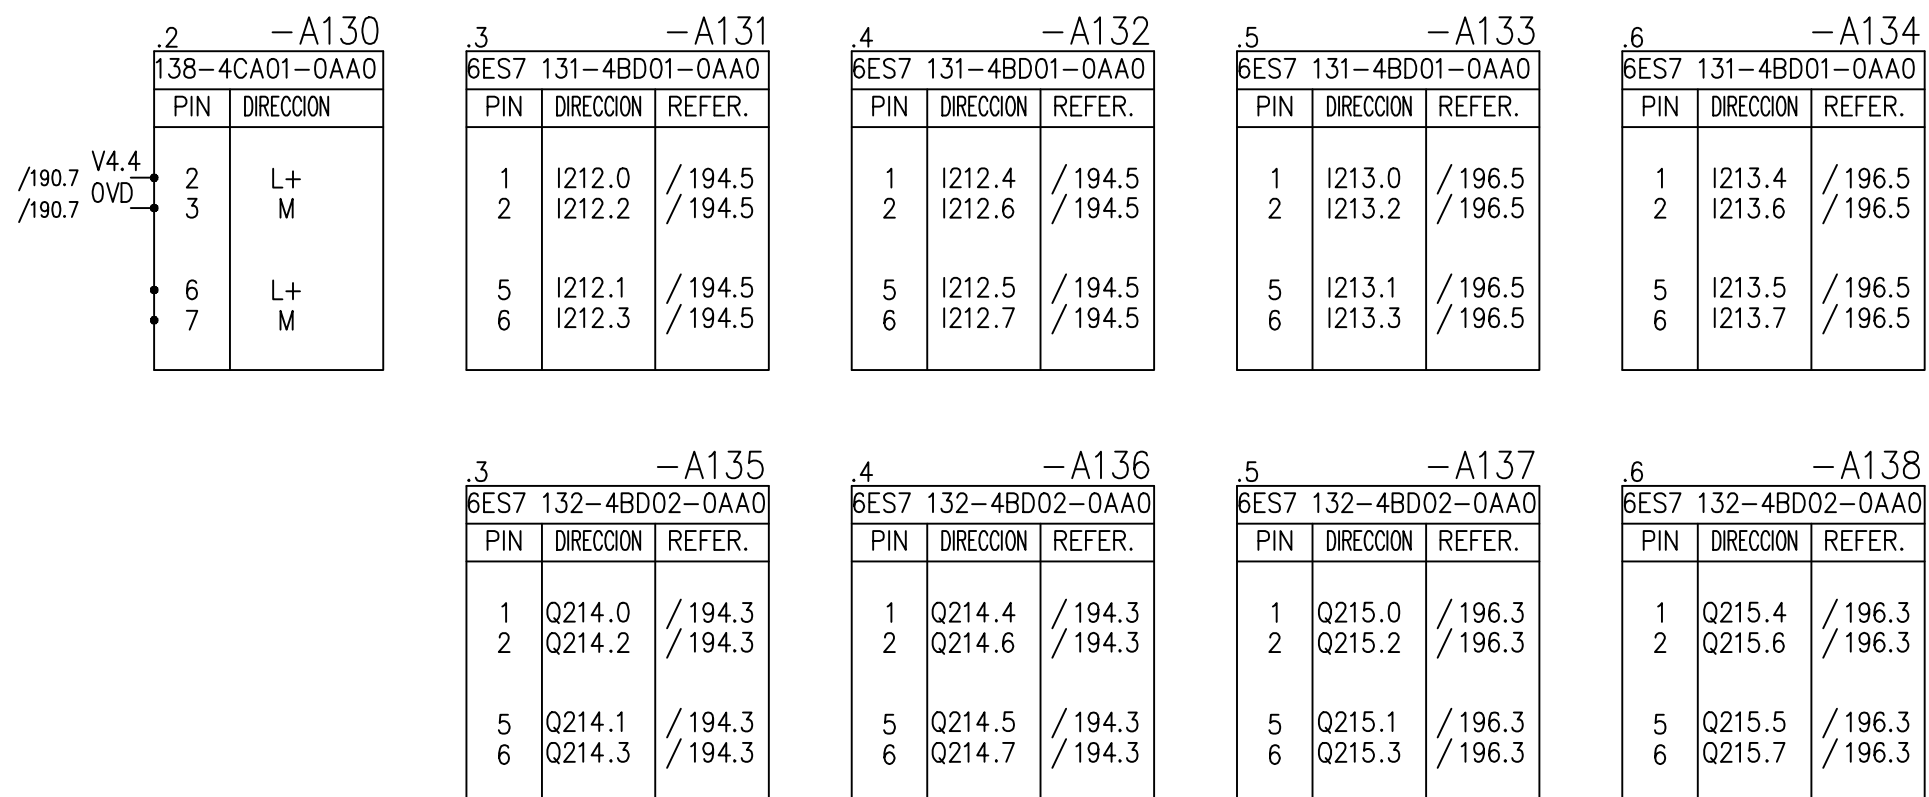 .2 -A130
138-4CA01-0AA0
PIN DIRECCION
/190.7 V4.4 2 L+
/190.7 0VD 3 M
6 L+
7 M
.3 -A131
6ES7 131-4BD01-0AA0
PIN DIRECCION REFER.
1 I212.0 /194.5
2 I212.2 /194.5
5 I212.1 /194.5
6 I212.3 /194.5
.4 -A132
6ES7 131-4BD01-0AA0
PIN DIRECCION REFER.
1 I212.4 /194.5
2 I212.6 /194.5
5 I212.5 /194.5
6 I212.7 /194.5
.5 -A133
6ES7 131-4BD01-0AA0
PIN DIRECCION REFER.
1 I213.0 /196.5
2 I213.2 /196.5
5 I213.1 /196.5
6 I213.3 /196.5
.6 -A134
6ES7 131-4BD01-0AA0
PIN DIRECCION REFER.
1 I213.4 /196.5
2 I213.6 /196.5
5 I213.5 /196.5
6 I213.7 /196.5
.3 -A135
6ES7 132-4BD02-0AA0
PIN DIRECCION REFER.
1 Q214.0 /194.3
2 Q214.2 /194.3
5 Q214.1 /194.3
6 Q214.3 /194.3
.4 -A136
6ES7 132-4BD02-0AA0
PIN DIRECCION REFER.
1 Q214.4 /194.3
2 Q214.6 /194.3
5 Q214.5 /194.3
6 Q214.7 /194.3
.5 -A137
6ES7 132-4BD02-0AA0
PIN DIRECCION REFER.
1 Q215.0 /196.3
2 Q215.2 /196.3
5 Q215.1 /196.3
6 Q215.3 /196.3
.6 -A138
6ES7 132-4BD02-0AA0
PIN DIRECCION REFER.
1 Q215.4 /196.3
2 Q215.6 /196.3
5 Q215.5 /196.3
6 Q215.7 /196.3